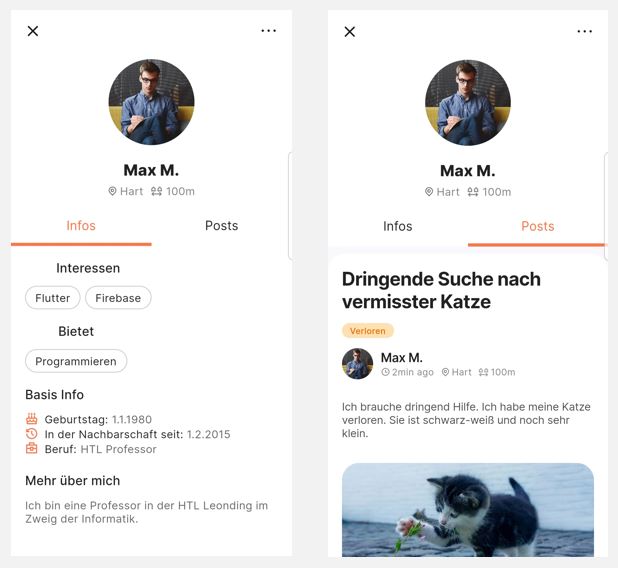 Max M.
Hart 100m
Infos Posts
Interessen
Flutter Firebase
Bietet
Programmieren
Basis Info
Geburtstag: 1.1.1980
In der Nachbarschaft seit: 1.2.2015
Beruf: HTL Professor
Mehr über mich
Ich bin eine Professor in der HTL Leonding im
Zweig der Informatik.
Max M.
Hart 100m
Infos Posts
Dringende Suche nach
vermisster Katze
Verloren
Max M.
2min ago Hart 100m
Ich brauche dringend Hilfe. Ich habe meine Katze
verloren. Sie ist schwarz-weiß und noch sehr
klein.